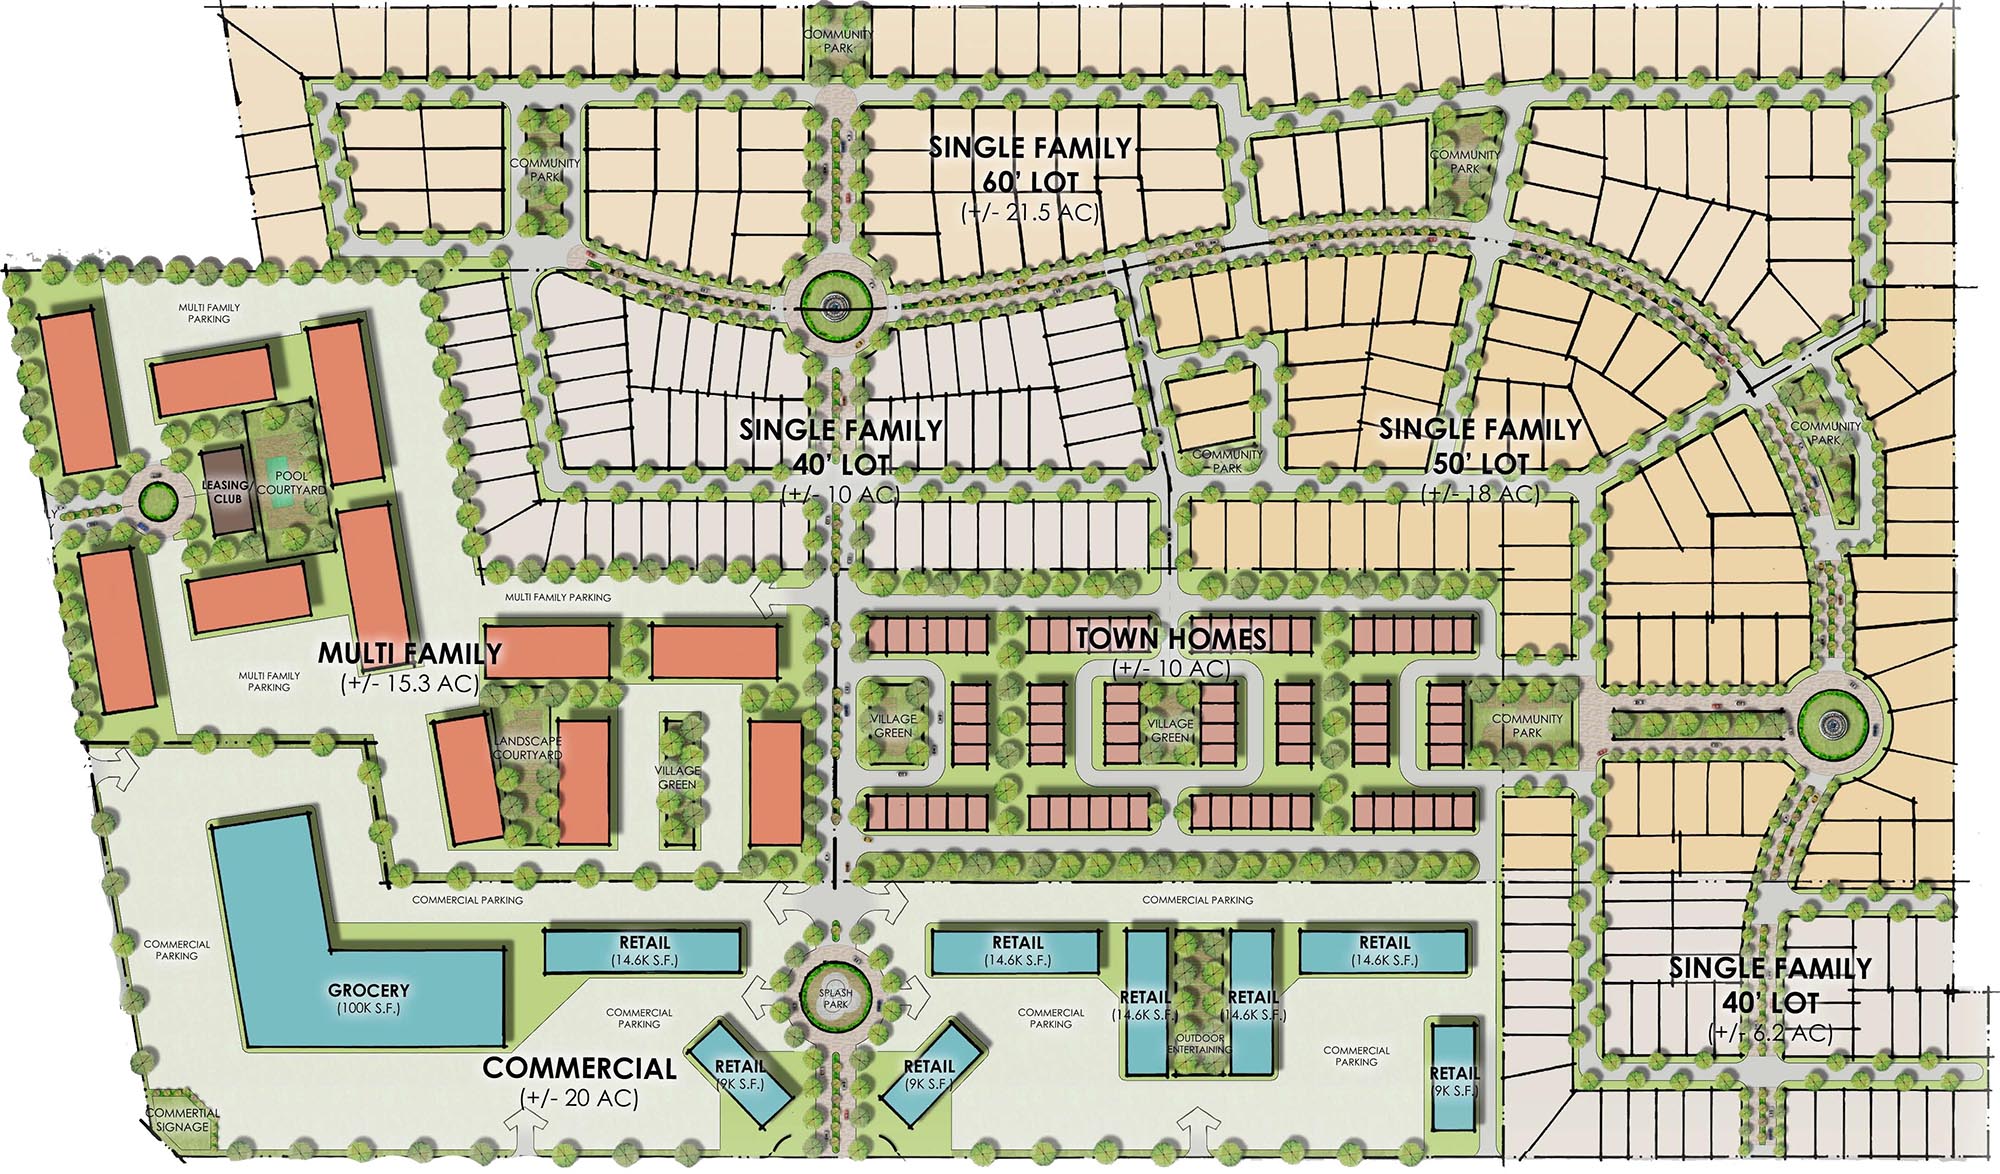 COMMUNITY
PARK
SINGLE FAMILY
60' LOT
(+/- 21.5 AC)
COMMUNITY
PARK
COMMUNITY
PARK
MULTI FAMILY
PARKING
SINGLE FAMILY
40' LOT
(+/- 10 AC)
SINGLE FAMILY
50' LOT
(+/- 18 AC)
COMMUNITY
PARK
COMMUNITY
PARK
LEASING/
CLUB
POOL
COURTYARD
MULTI FAMILY PARKING
MULTI FAMILY
(+/- 15.3 AC)
MULTI FAMILY
PARKING
TOWN HOMES
(+/- 10 AC)
VILLAGE
GREEN
VILLAGE
GREEN
COMMUNITY
PARK
LANDSCAPE
COURTYARD
VILLAGE
GREEN
COMMERCIAL PARKING
COMMERCIAL PARKING
COMMERCIAL
PARKING
RETAIL
(14.6K S.F.)
RETAIL
(14.6K S.F.)
RETAIL
(14.6K S.F.)
GROCERY
(100K S.F.)
SPLASH
PARK
RETAIL
(14.6K S.F.)
RETAIL
(14.6K S.F.)
SINGLE FAMILY
40' LOT
(+/- 6.2 AC)
COMMERCIAL
PARKING
COMMERCIAL
PARKING
OUTDOOR
ENTERTAINING
COMMERCIAL
PARKING
COMMERCIAL
(+/- 20 AC)
RETAIL
(9K S.F.)
RETAIL
(9K S.F.)
RETAIL
(9K S.F.)
COMMERTIAL
SIGNAGE